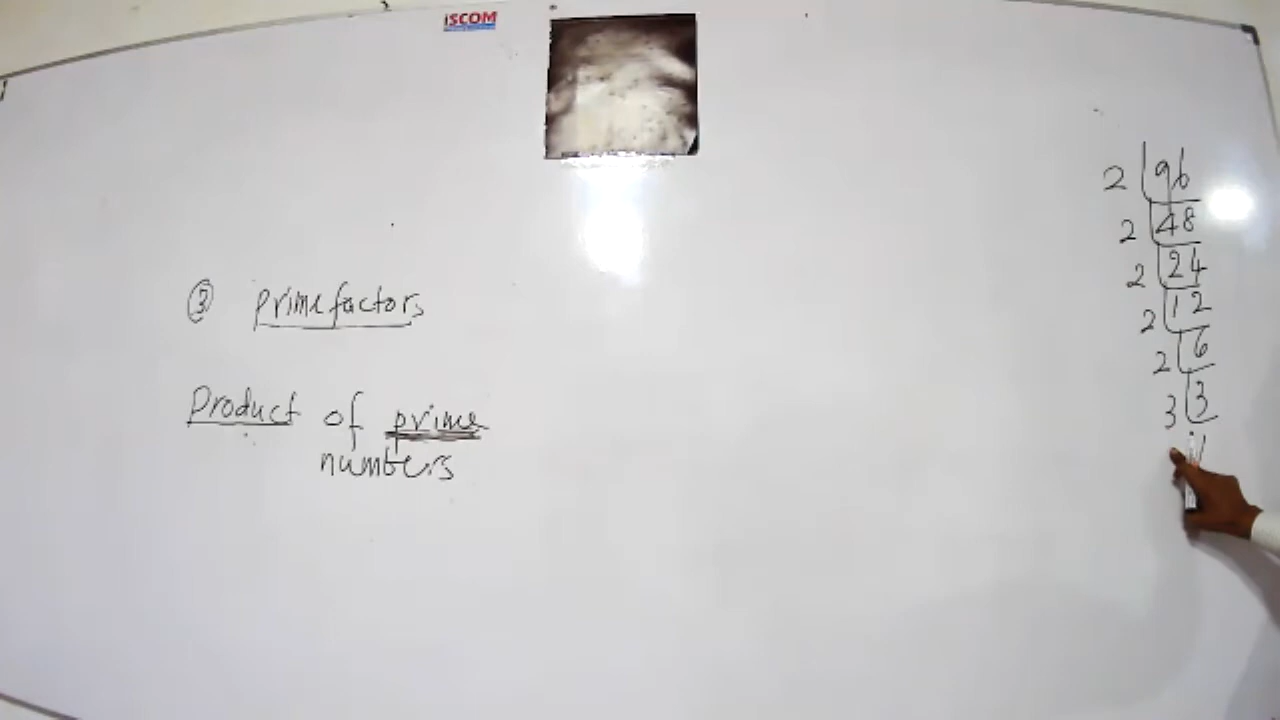 ISCOM
③ Prime factors
Product of prime
numbers
2 96
2 48
2 24
2 12
2 6
3 3
1